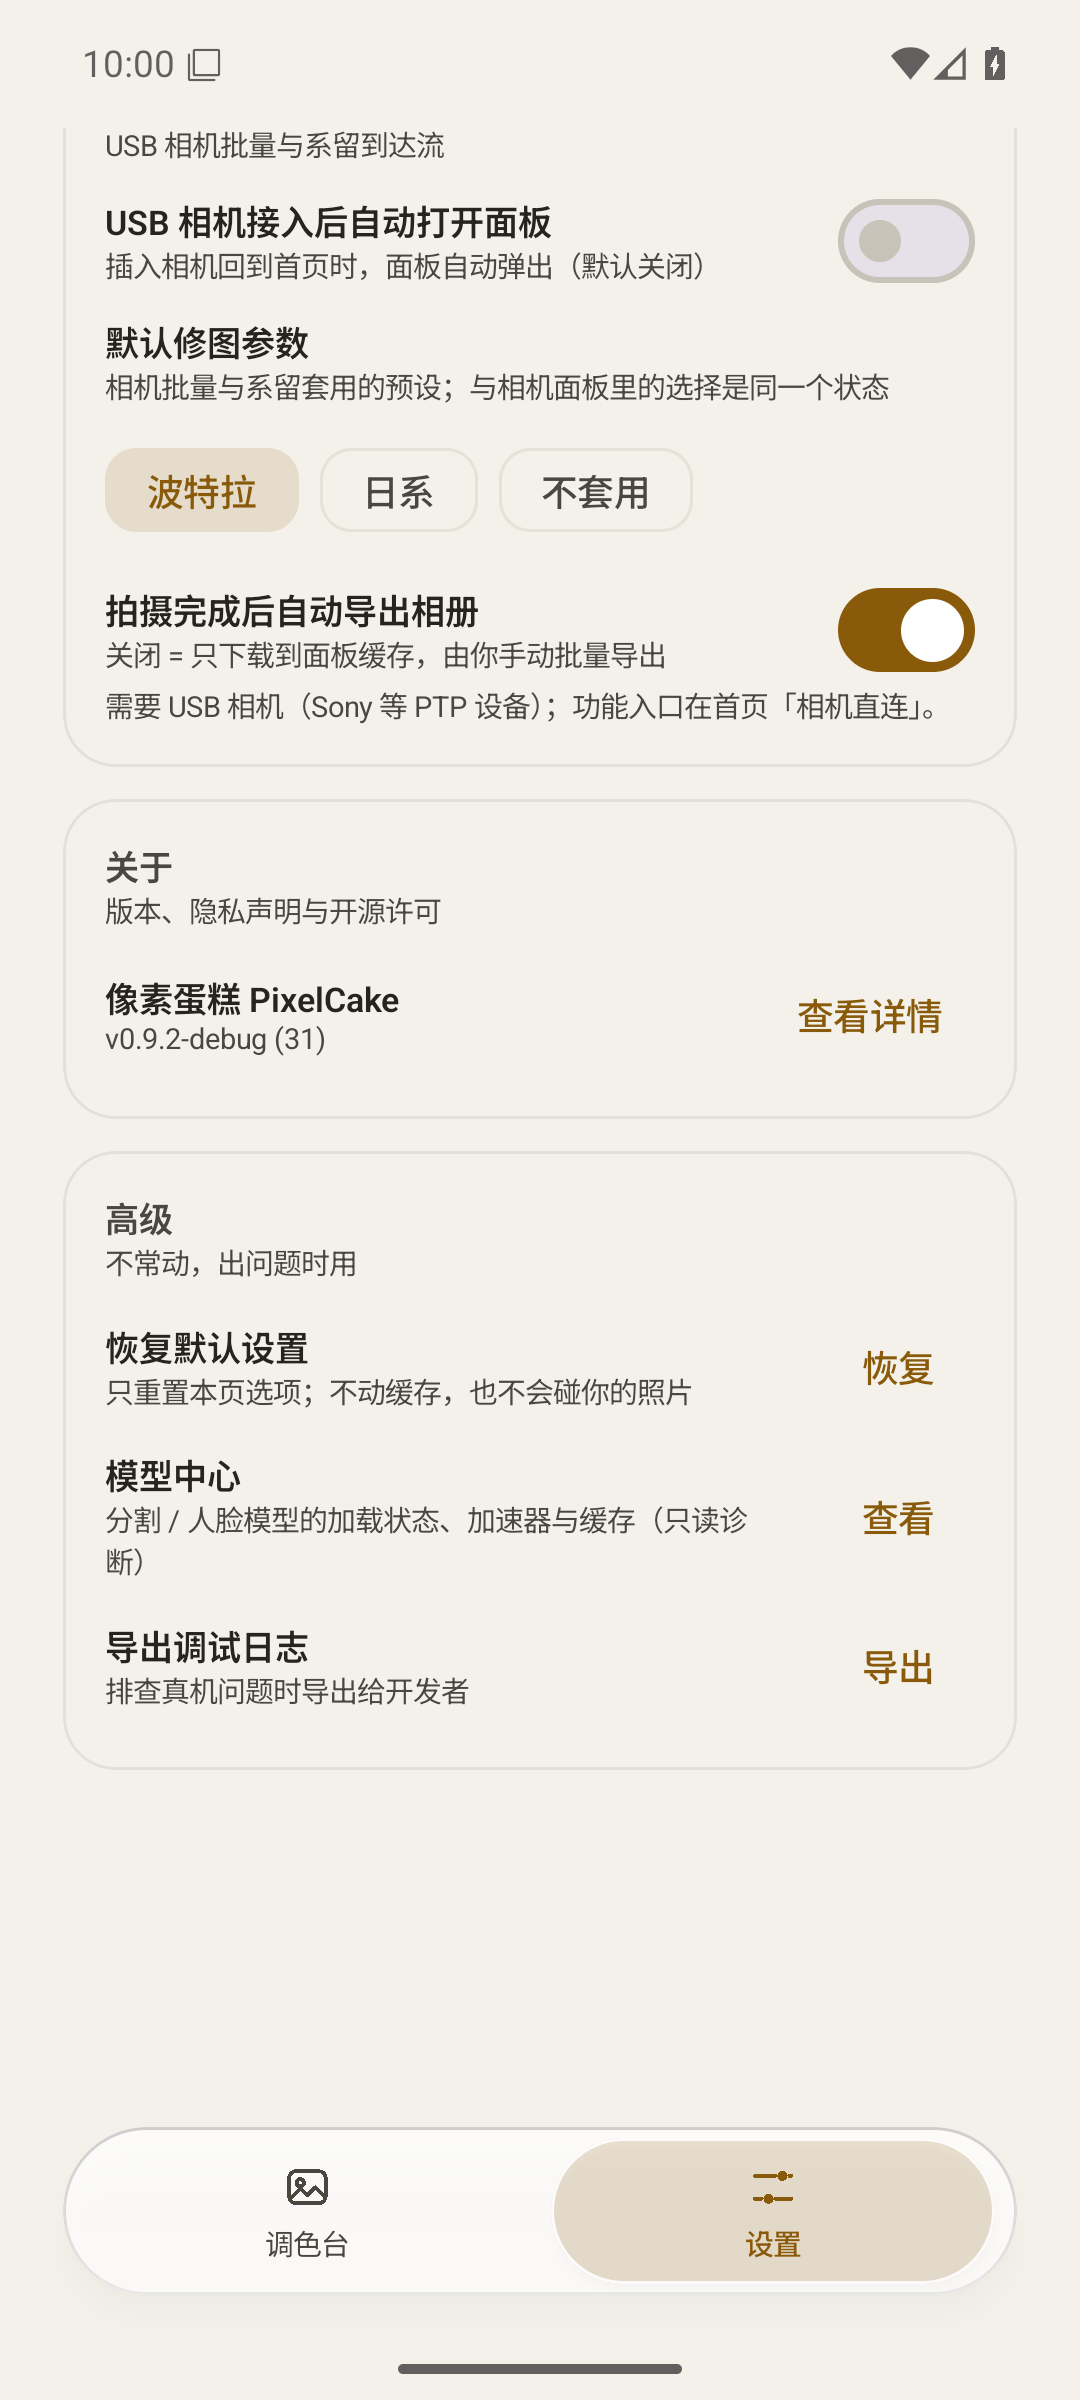 10:00
USB 相机批量与系留到达流
USB 相机接入后自动打开面板
插入相机回到首页时，面板自动弹出（默认关闭）
默认修图参数
相机批量与系留套用的预设；与相机面板里的选择是同一个状态
波特拉
日系
不套用
拍摄完成后自动导出相册
关闭 = 只下载到面板缓存，由你手动批量导出
需要 USB 相机（Sony 等 PTP 设备）；功能入口在首页「相机直连」。
关于
版本、隐私声明与开源许可
像素蛋糕 PixelCake
v0.9.2-debug (31)
查看详情
高级
不常动，出问题时用
恢复默认设置
只重置本页选项；不动缓存，也不会碰你的照片
恢复
模型中心
分割 / 人脸模型的加载状态、加速器与缓存（只读诊
断）
查看
导出调试日志
排查真机问题时导出给开发者
导出
调色台
设置